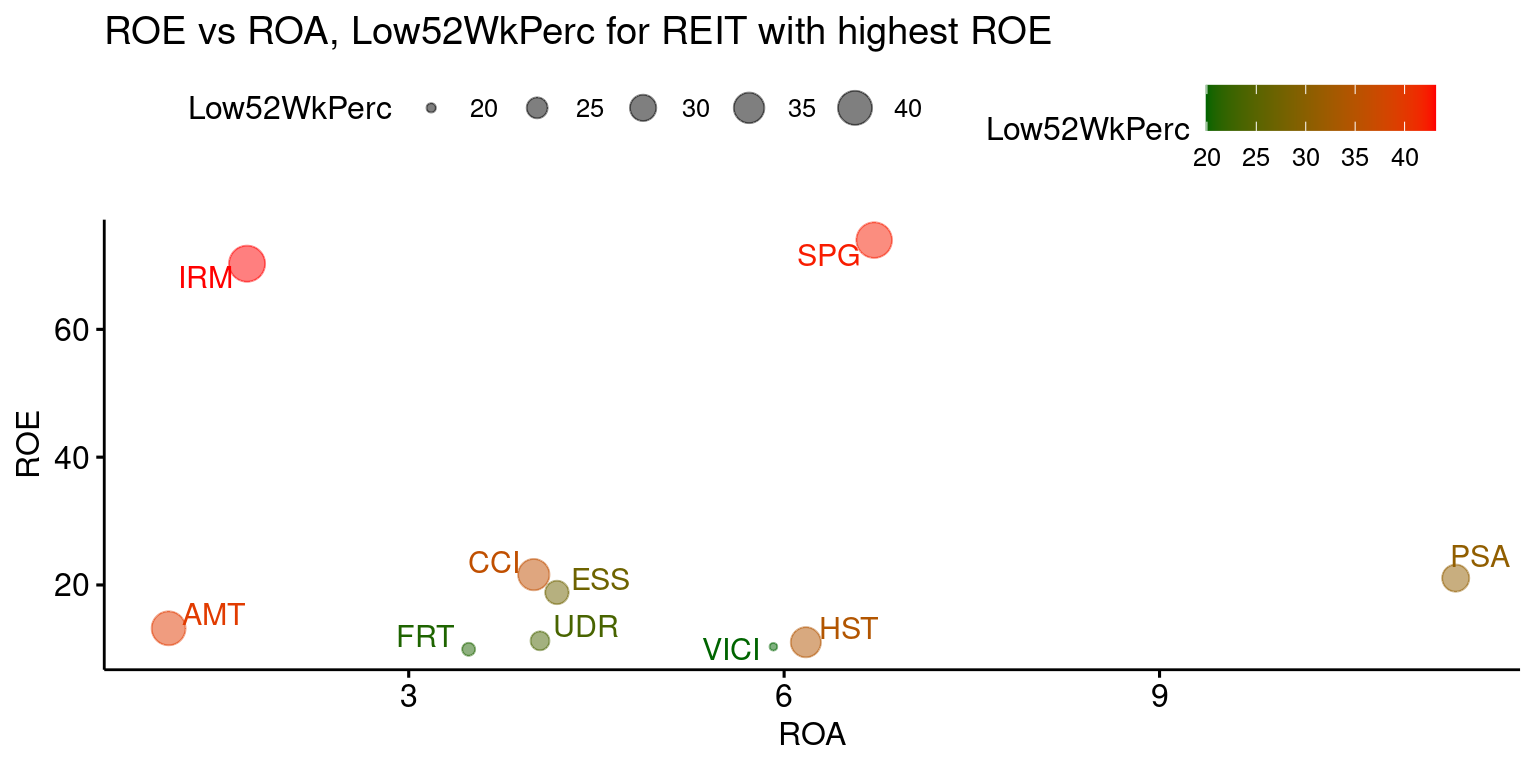 ROE vs ROA, Low52WkPerc for REIT with highest ROE
Low52WkPerc 20 25 30 35 40
Low52WkPerc
20 25 30 35 40
IRM
SPG
60
ROE
40
CCI
ESS
PSA
20
AMT
FRT
UDR
VICI
HST
3 6 9
ROA